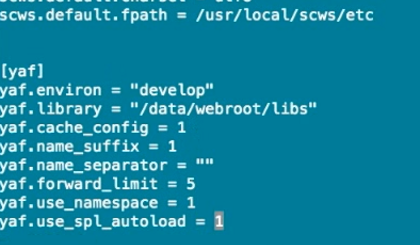 scws.default.fpath = /usr/local/scws/etc
[yaf]
yaf.environ = "develop"
yaf.library = "/data/webroot/libs"
yaf.cache_config = 1
yaf.name_suffix = 1
yaf.name_separator = ""
yaf.forward_limit = 5
yaf.use_namespace = 1
yaf.use_spl_autoload = 1